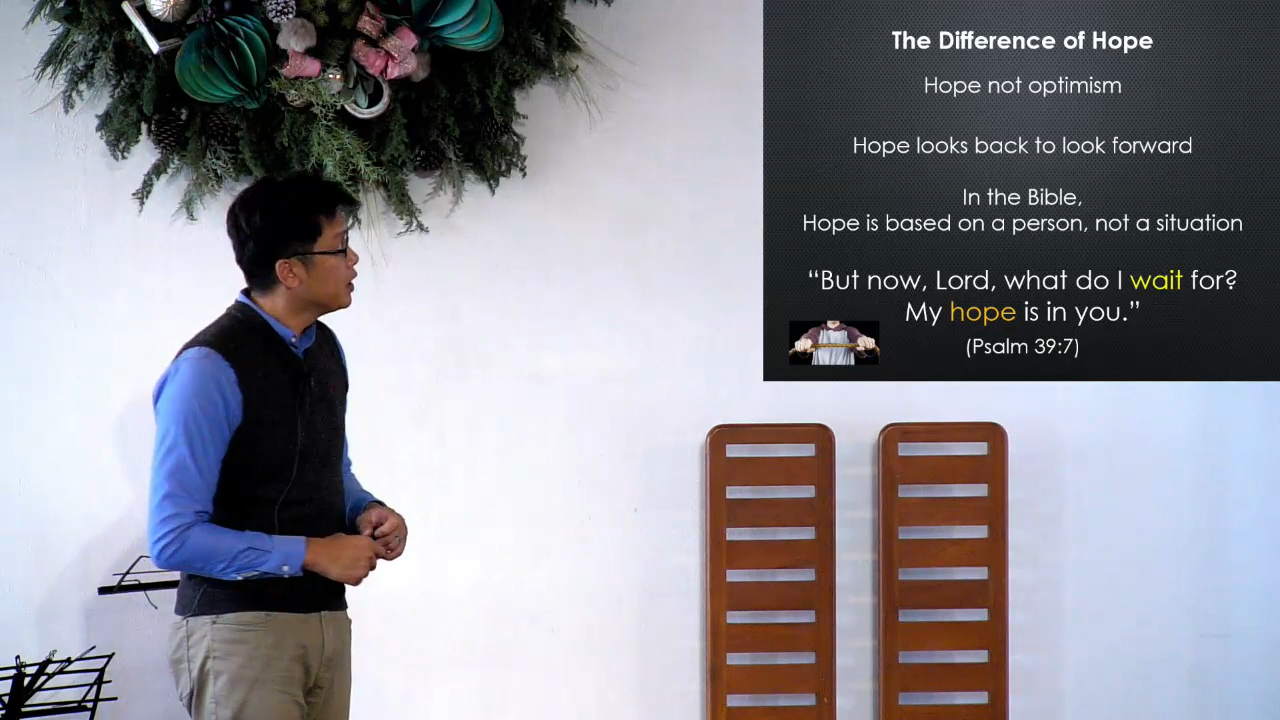 The Difference of Hope
Hope not optimism
Hope looks back to look forward
In the Bible,
Hope is based on a person, not a situation
“But now, Lord, what do I wait for?
My hope is in you.”
(Psalm 39:7)